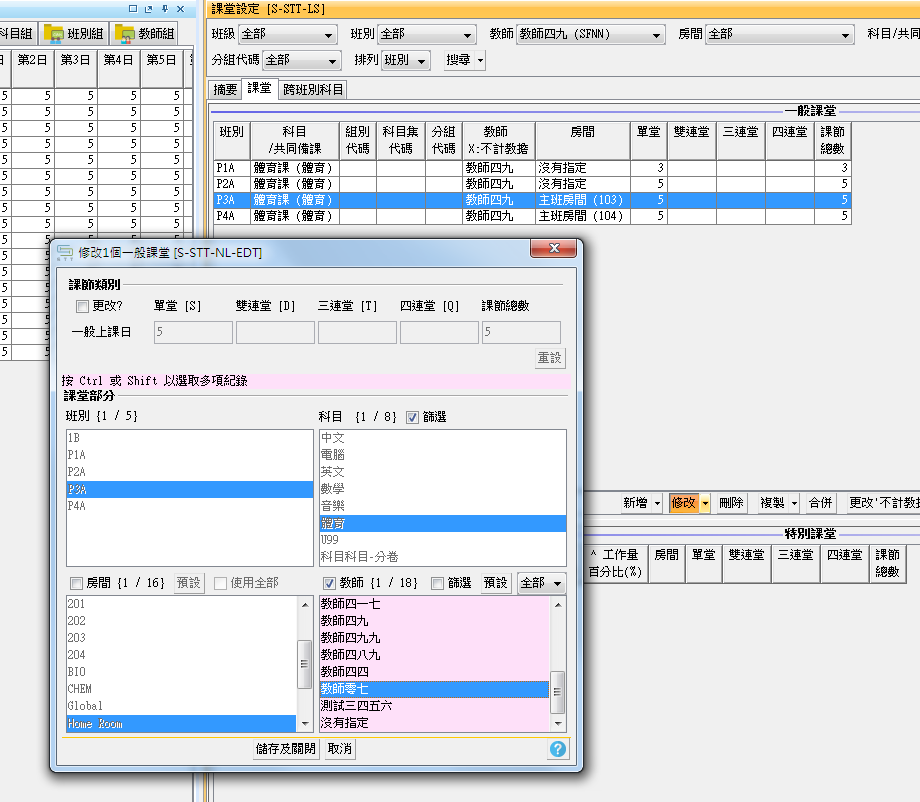 課堂設定 [S-STT-LS]
科目組 班別組 教師組
班級 全部 班別 全部 教師 教師四九 (SFNN) 房間 全部 科目/共同
分組代碼 全部 排列 班別 搜尋
第2日 第3日 第4日 第5日
摘要 課堂 跨班別科目
一般課堂
班別 科目/共同備課 組別代碼 科目集代碼 分組代碼 教師X:不計教擔 房間 單堂 雙連堂 三連堂 四連堂 課節總數
P1A 體育課 (體育) 教師四九 沒有指定 3 3
P2A 體育課 (體育) 教師四九 沒有指定 5 5
P3A 體育課 (體育) 教師四九 主班房間 (103) 5 5
P4A 體育課 (體育) 教師四九 主班房間 (104) 5 5
5 5 5 5 5
5 5 5 5 5
5 5 5 5 5
5 5 5 5 5
5 5 5 5 5
5 5 5 5 5
5 5 5 5 5
5 5 5 5 5
5 5 5 5 5
5 5
5 5
5 5
5 5
5 5
5 5
5 5
5 5
修改1個一般課堂 [S-STT-NL-EDT]
課節類別
更改? 單堂 [S] 雙連堂 [D] 三連堂 [T] 四連堂 [Q] 課節總數
一般上課日 5 5
重設
按 Ctrl 或 Shift 以選取多項紀錄
課堂部分
班別 {1 / 5}
1B
P1A
P2A
P3A
P4A
科目 {1 / 8} 篩選
中文
電腦
英文
數學
音樂
體育
U99
科目科目-分卷
房間 {1 / 16} 預設 使用全部
201
202
203
204
BIO
CHEM
Global
Home Room
教師 {1 / 18} 篩選 預設 全部
教師四一七
教師四九
教師四九九
教師四八九
教師四四
教師零七
測試三四五六
沒有指定
儲存及關閉 取消
新增 修改 刪除 複製 合併 更改'不計教擔
特別課堂
^ 工作量百分比(%) 房間 單堂 雙連堂 三連堂 四連堂 課節總數